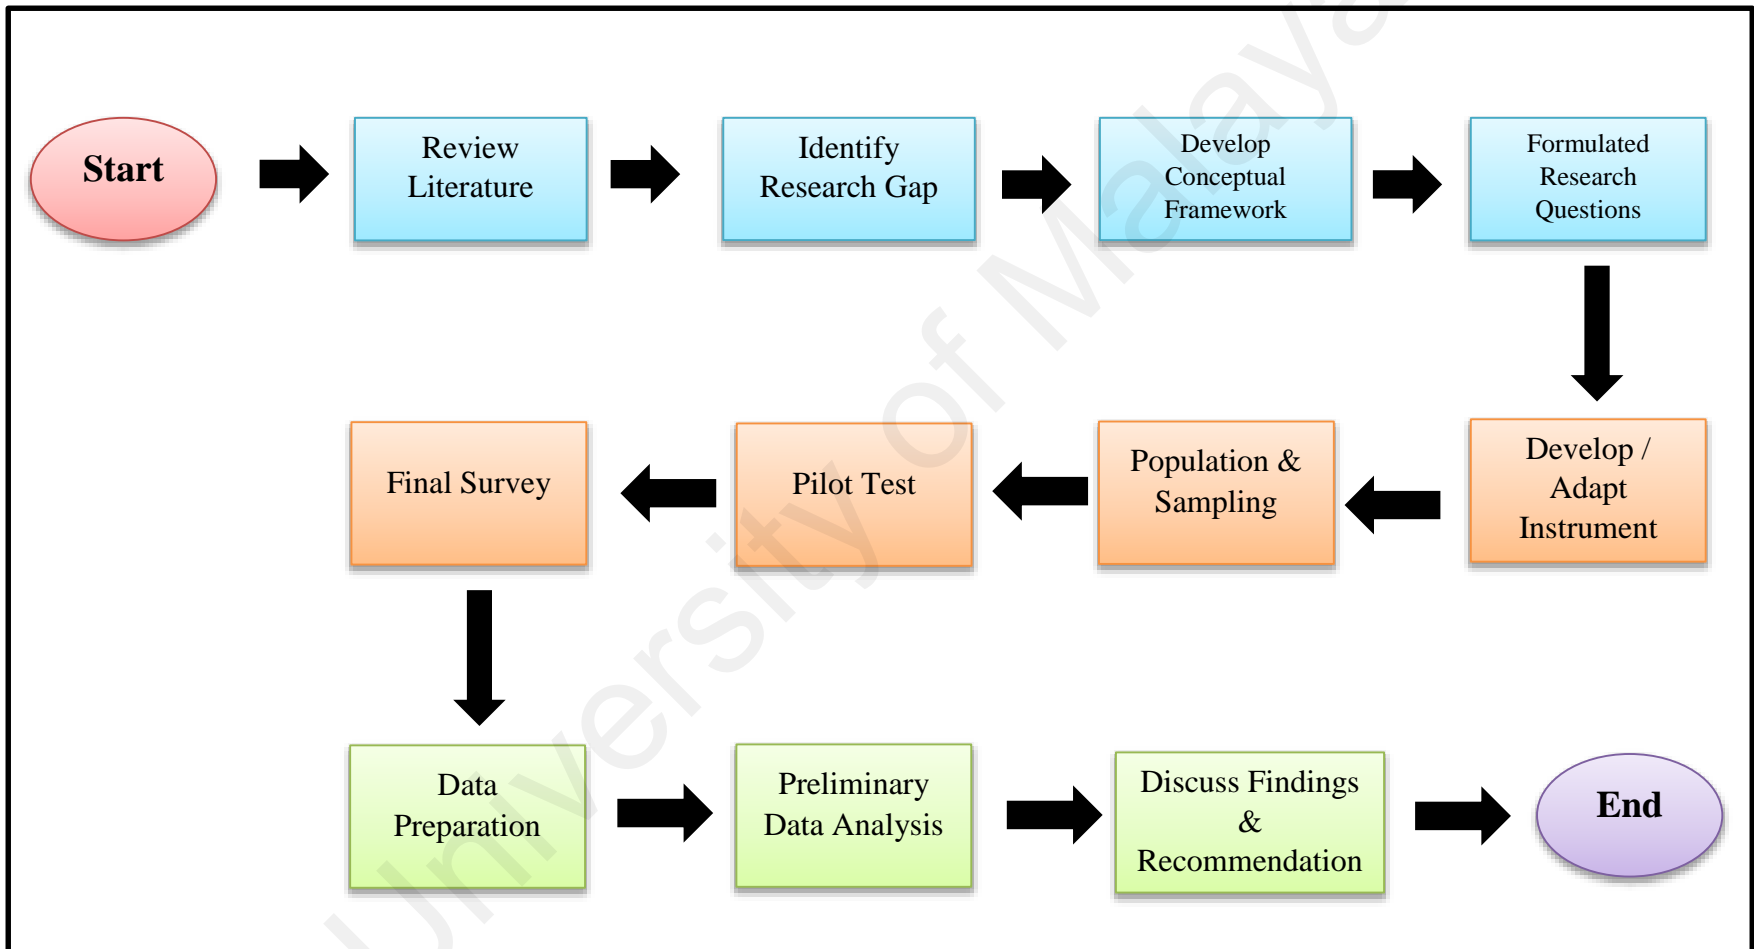 Start
Review
Literature
Identify
Research Gap
Develop
Conceptual
Framework
Formulated
Research
Questions
Develop /
Adapt
Instrument
Population &
Sampling
Pilot Test
Final Survey
Data
Preparation
Preliminary
Data Analysis
Discuss Findings
&
Recommendation
End
University of Malaya